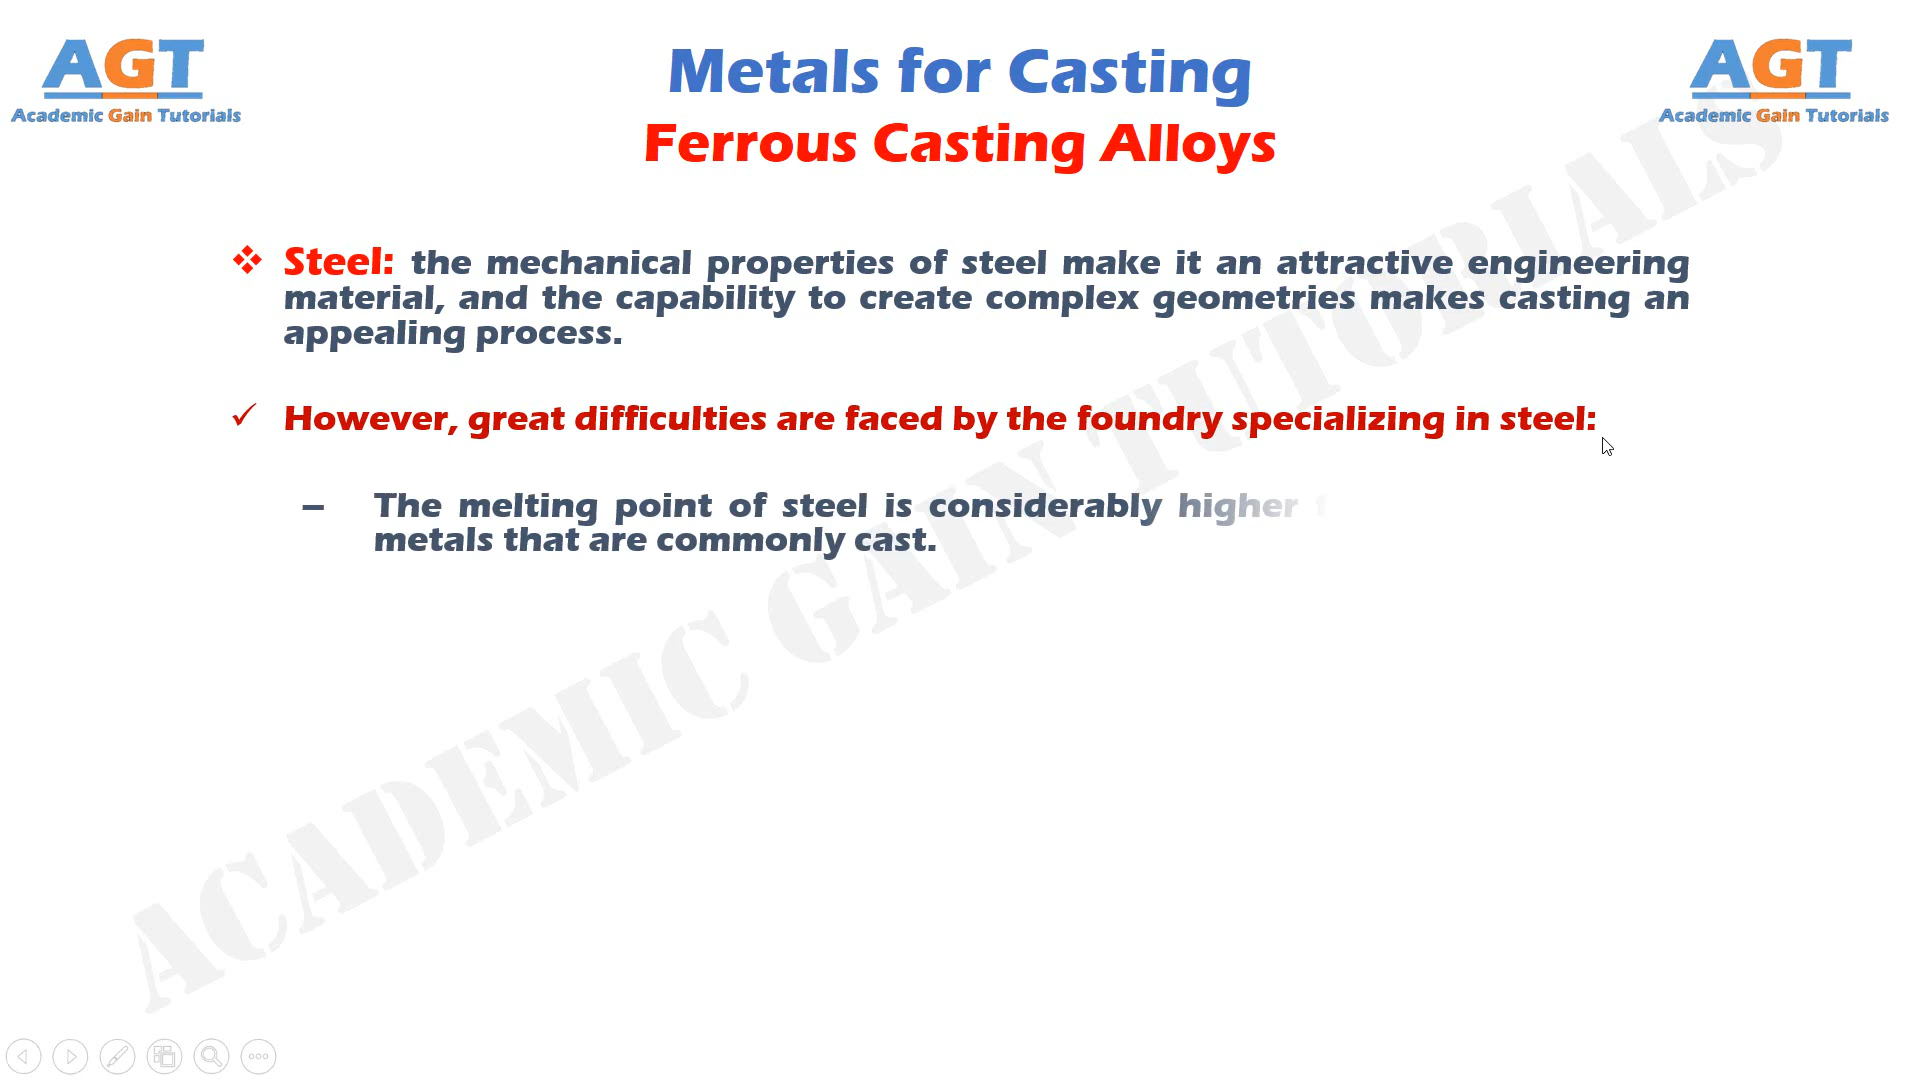 AGT
Academic Gain Tutorials
Metals for Casting
AGT
Academic Gain Tutorials
Ferrous Casting Alloys
❖ Steel: the mechanical properties of steel make it an attractive engineering
material, and the capability to create complex geometries makes casting an
appealing process.
✓ However, great difficulties are faced by the foundry specializing in steel:
– The melting point of steel is considerably higher
metals that are commonly cast.
ACADEMIC GAIN TUTORIALS